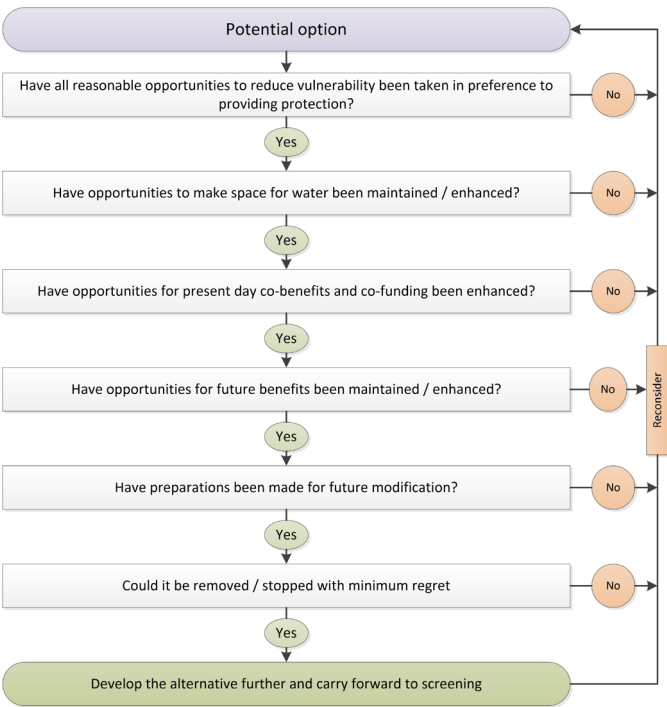 Potential option
Have all reasonable opportunities to reduce vulnerability been taken in preference to
providing protection?
No
Yes
Have opportunities to make space for water been maintained / enhanced?
No
Yes
Have opportunities for present day co-benefits and co-funding been enhanced?
No
Yes
Have opportunities for future benefits been maintained / enhanced?
No
Reconsider
Yes
Have preparations been made for future modification?
No
Yes
Could it be removed / stopped with minimum regret
No
Yes
Develop the alternative further and carry forward to screening